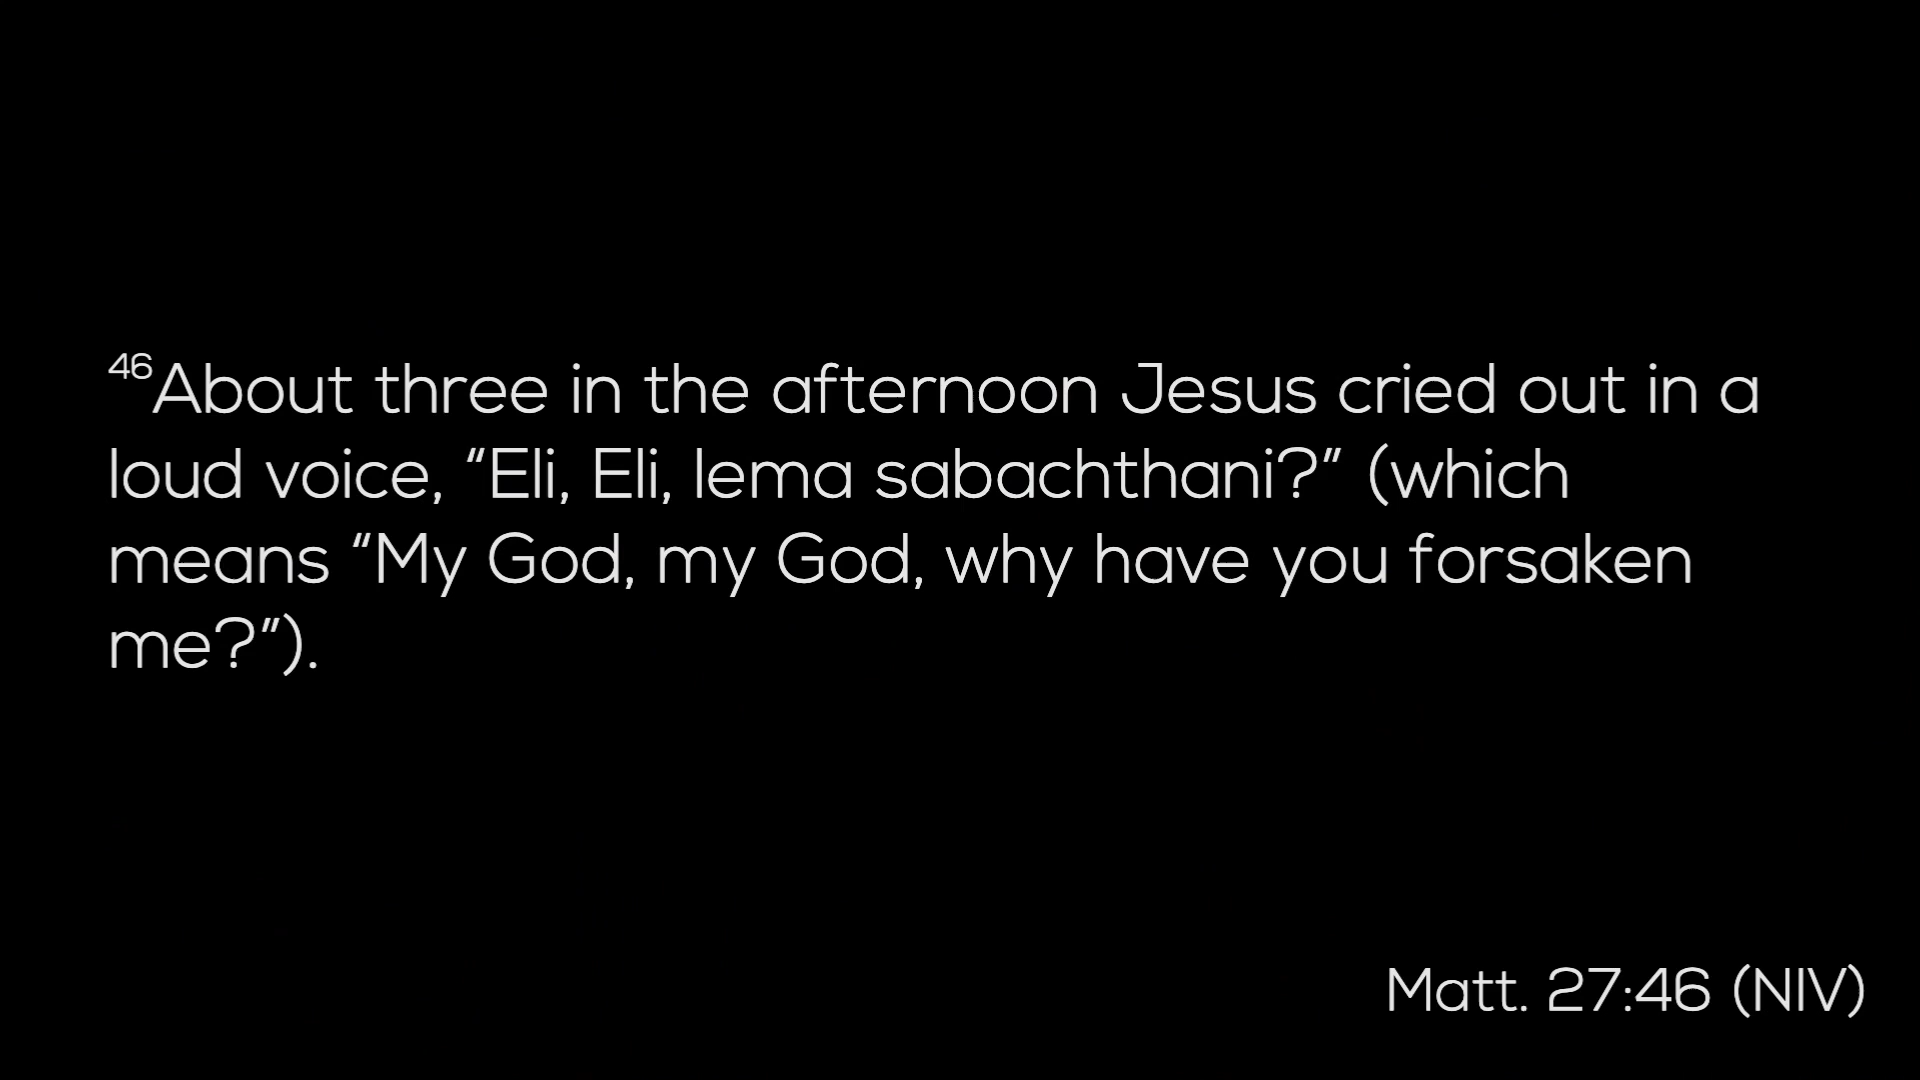 46About three in the afternoon Jesus cried out in a
loud voice, “Eli, Eli, lema sabachthani?” (which
means “My God, my God, why have you forsaken
me?”).
Matt. 27:46 (NIV)